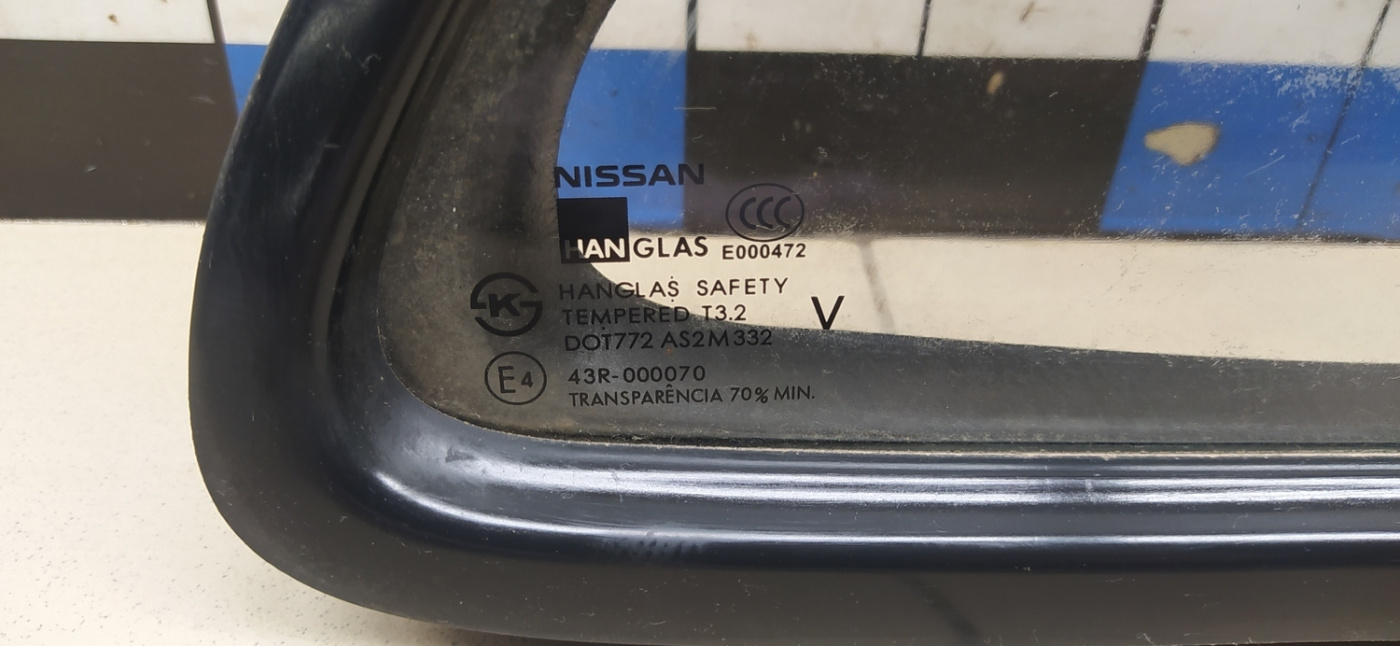 NISSAN
CCC
HANGLAS E000472
K
HANGLAS SAFETY
TEMPERED T3.2
V
DOT772 AS2M332
E4
43R-000070
TRANSPARÊNCIA 70% MIN.